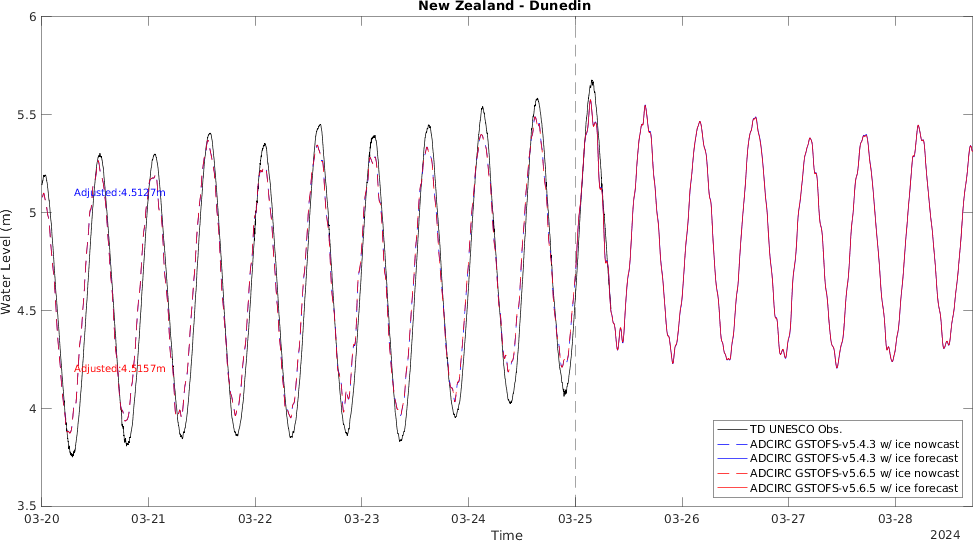 New Zealand - Dunedin
6
5.5
5
4.5
4
3.5
Water Level (m)
Adjusted:4.5127m
Adjusted:4.5157m
TD UNESCO Obs.
ADCIRC GSTOFS-v5.4.3 w/ ice nowcast
ADCIRC GSTOFS-v5.4.3 w/ ice forecast
ADCIRC GSTOFS-v5.6.5 w/ ice nowcast
ADCIRC GSTOFS-v5.6.5 w/ ice forecast
03-20 03-21 03-22 03-23 03-24 03-25 03-26 03-27 03-28
Time
2024